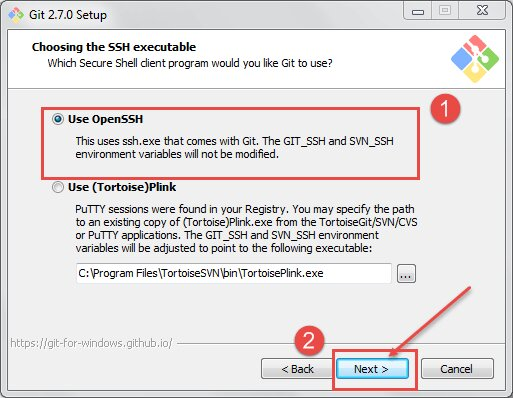 Git 2.7.0 Setup
Choosing the SSH executable
Which Secure Shell client program would you like Git to use?
1
Use OpenSSH
This uses ssh.exe that comes with Git. The GIT_SSH and SVN_SSH
environment variables will not be modified.
Use (Tortoise)Plink
PuTTY sessions were found in your Registry. You may specify the path
to an existing copy of (Tortoise)Plink.exe from the TortoiseGit/SVN/CVS
or PuTTY applications. The GIT_SSH and SVN_SSH environment
variables will be adjusted to point to the following executable:
C:\Program Files\TortoiseSVN\bin\TortoisePlink.exe
...
https://git-for-windows.github.io/
2
< Back
Next >
Cancel